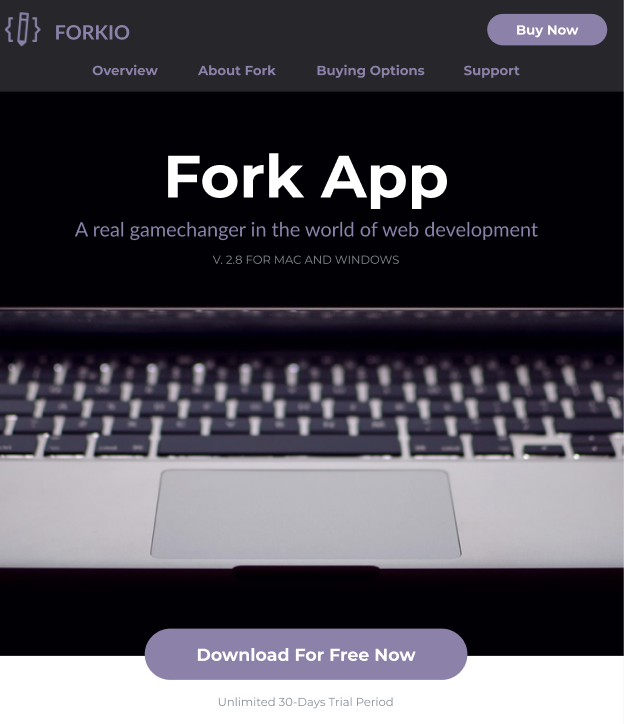 FORKIO
Buy Now
Overview About Fork Buying Options Support
Fork App
A real gamechanger in the world of web development
V. 2.8 FOR MAC AND WINDOWS
Download For Free Now
Unlimited 30-Days Trial Period